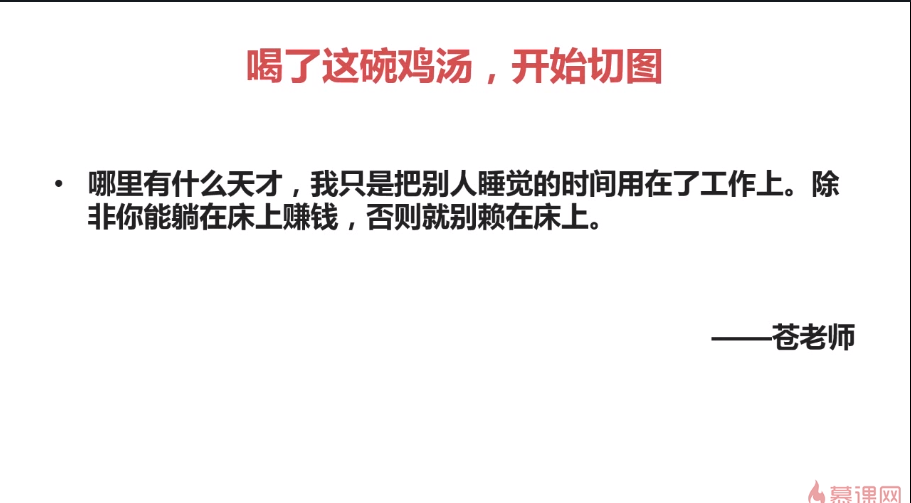 喝了这碗鸡汤，开始切图
• 哪里有什么天才，我只是把别人睡觉的时间用在了工作上。除
非你能躺在床上赚钱，否则就别赖在床上。
——苍老师
慕课网